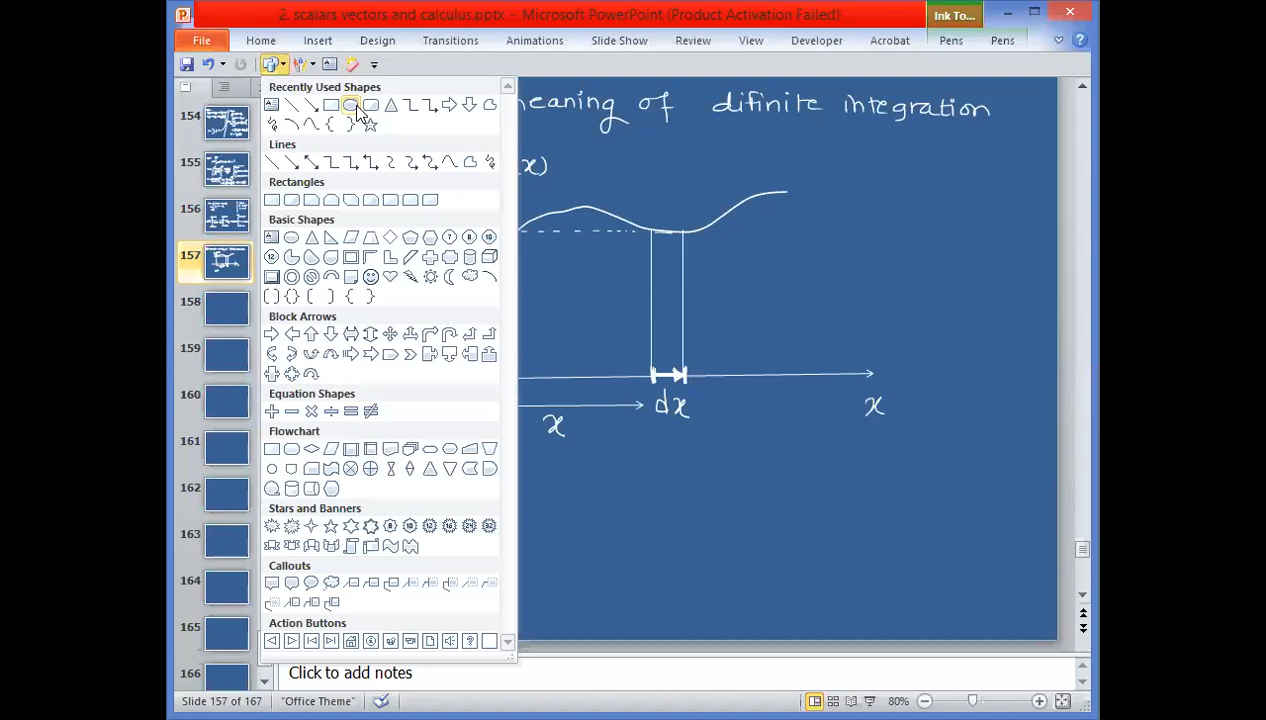 2. scalars vectors and calculus.pptx - Microsoft PowerPoint (Product Activation Failed)
Ink To...
File Home Insert Design Transitions Animations Slide Show Review View Developer Acrobat Pens Pens
Recently Used Shapes
Lines
Rectangles
Basic Shapes
Block Arrows
Equation Shapes
Flowchart
Stars and Banners
Callouts
Action Buttons
154
155
156
157
158
159
160
161
162
163
164
165
166
meaning of difinite integration
(x)
dx
x
x
Click to add notes
Slide 157 of 167 "Office Theme" 80%